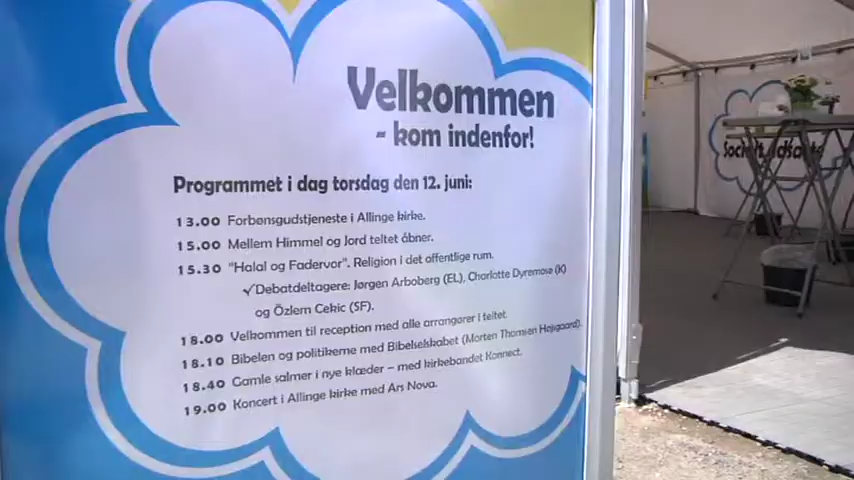 Velkommen
- kom indenfor!
Programmet i dag torsdag den 12. juni:
13.00 Forbønsgudstjeneste i Allinge kirke.
15.00 Mellem Himmel og Jord teltet åbner.
15.30 "Halal og Fadervor". Religion i det offentlige rum.
✓Debatdeltagere: Jørgen Arboberg (EL), Charlotte Dyremose (K)
og Özlem Cekic (SF).
18.00 Velkommen til reception med alle arrangører i teltet.
18.10 Bibelen og politikerne med Bibelselskabet (Morten Thomsen Højsgaard).
18.40 Gamle salmer i nye klæder – med kirkebandet Konnect.
19.00 Koncert i Allinge kirke med Ars Nova.